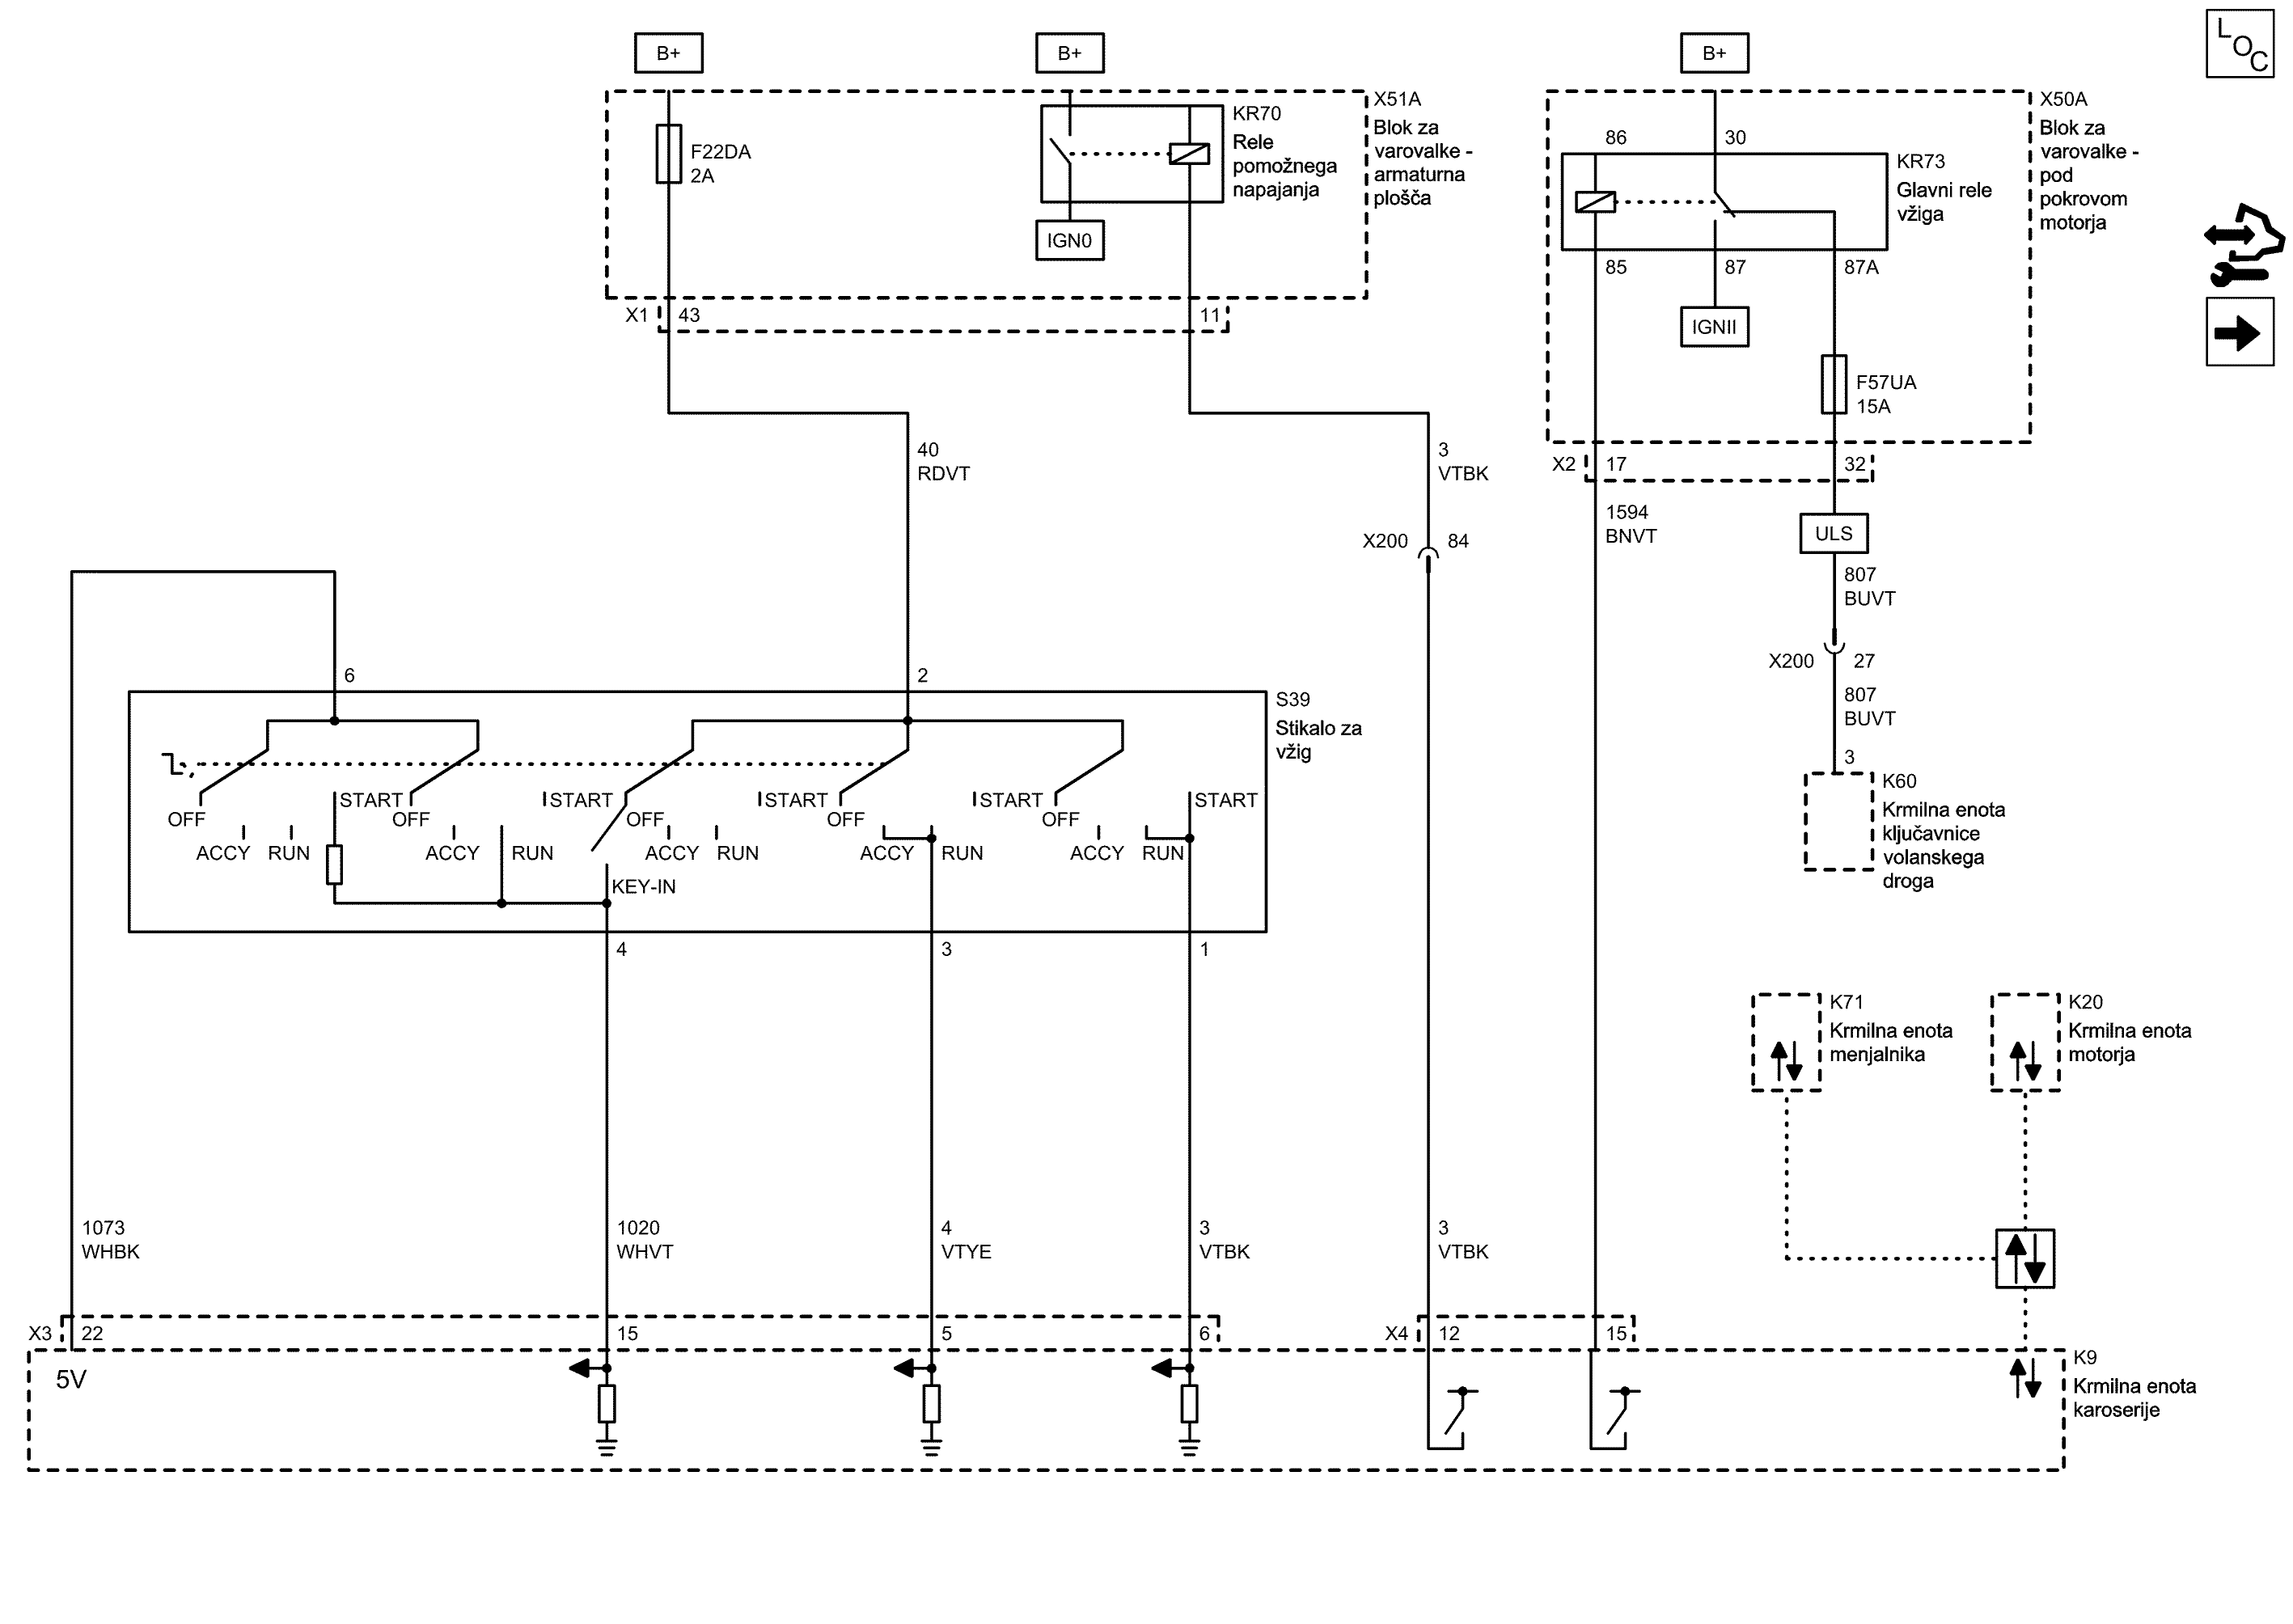 B+
B+
B+
LOC
X51A
Blok za
varovalke -
armaturna
plošča
KR70
Rele
pomožnega
napajanja
F22DA
2A
IGN0
X1
43
11
X50A
Blok za
varovalke -
pod
pokrovom
motorja
86
30
KR73
Glavni rele
vžiga
85
87
87A
IGNII
F57UA
15A
X2
17
32
40
RDVT
3
VTBK
1594
BNVT
ULS
X200
84
807
BUVT
X200
27
807
BUVT
3
K60
Krmilna enota
ključavnice
volanskega
droga
6
2
S39
Stikalo za
vžig
START
START
START
START
START
OFF
OFF
OFF
OFF
OFF
ACCY
RUN
ACCY
RUN
ACCY
RUN
ACCY
RUN
ACCY
RUN
KEY-IN
4
3
1
K71
Krmilna enota
menjalnika
K20
Krmilna enota
motorja
1073
WHBK
1020
WHVT
4
VTYE
3
VTBK
3
VTBK
X3
22
15
5
6
X4
12
15
5V
K9
Krmilna enota
karoserije